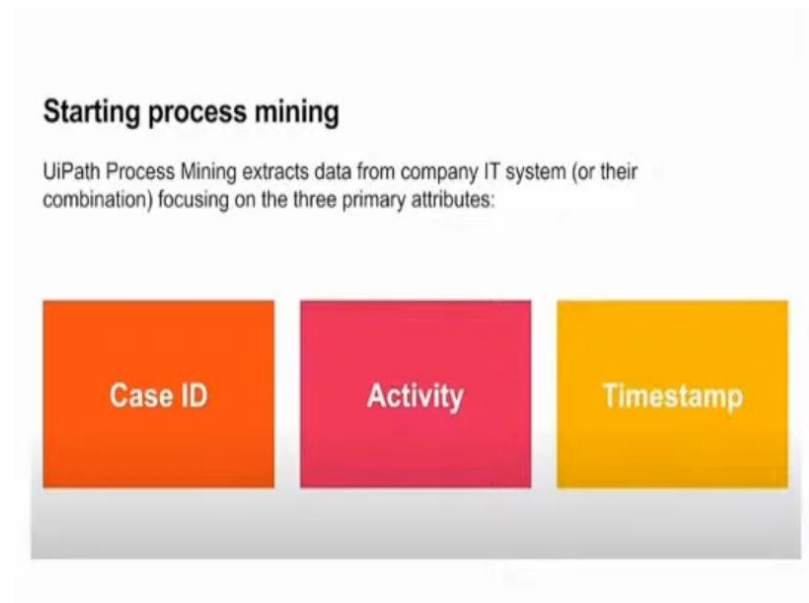 Starting process mining
UiPath Process Mining extracts data from company IT system (or their
combination) focusing on the three primary attributes:
Case ID
Activity
Timestamp